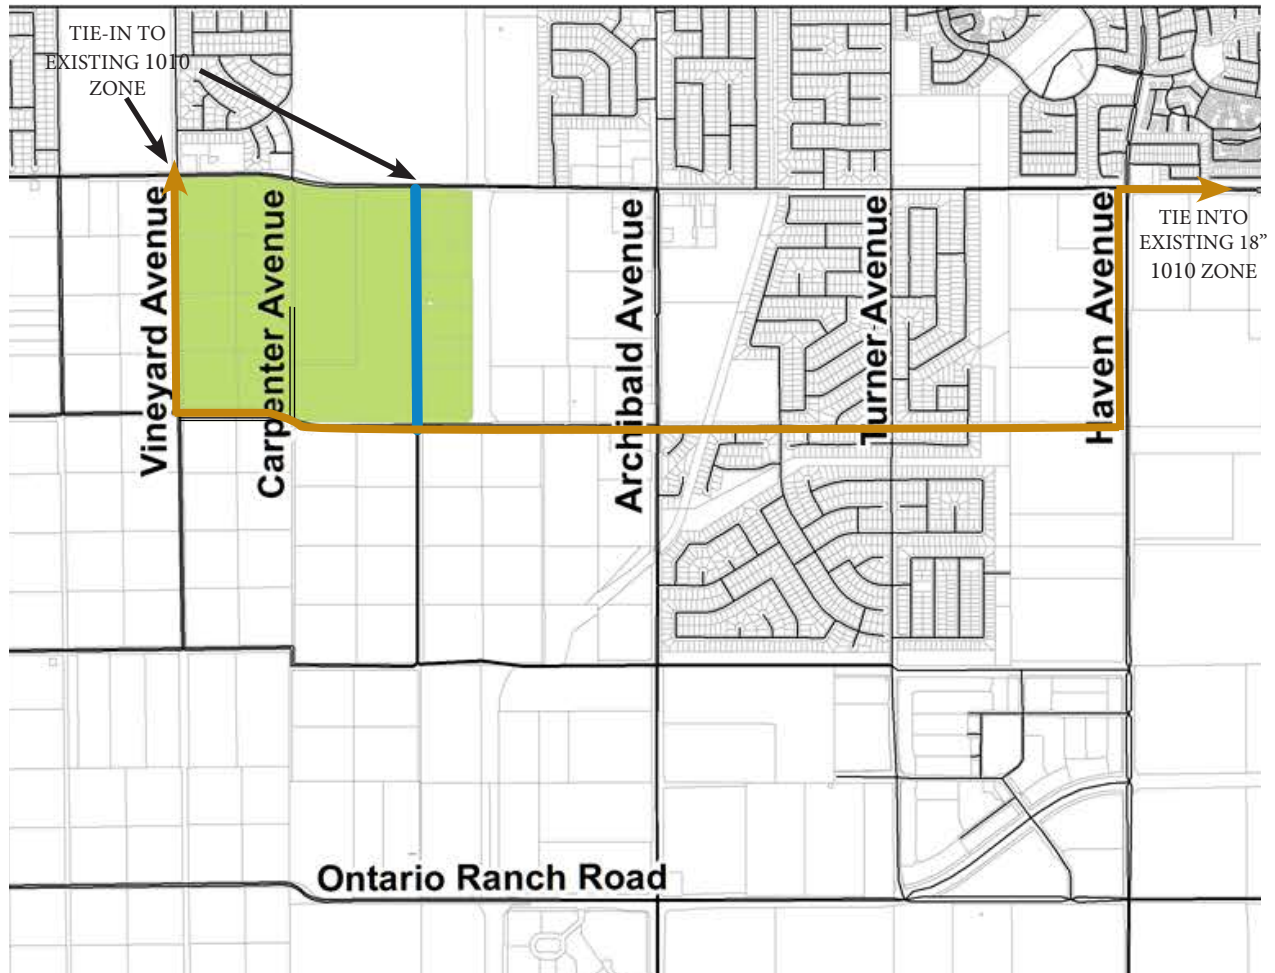 TIE-IN TO
EXISTING 1010
ZONE
Vineyard Avenue
Carpenter Avenue
Archibald Avenue
Turner Avenue
Haven Avenue
TIE INTO
EXISTING 18”
1010 ZONE
Ontario Ranch Road